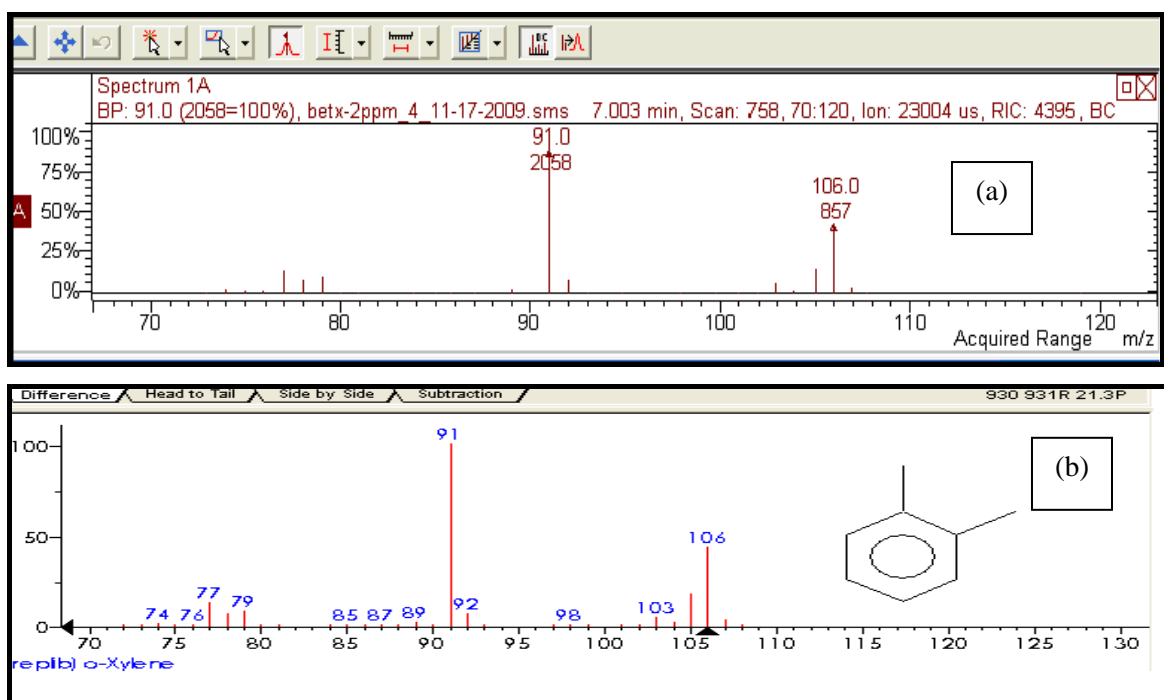 Spectrum 1A
BP: 91.0 (2058=100%), betx-2ppm_4_11-17-2009.sms 7.003 min, Scan: 758, 70:120, Ion: 23004 us, RIC: 4395, BC
100%
75%
50%
25%
0%
A
91.0
2058
106.0
857
(a)
70 80 90 100 110 120
Acquired Range m/z
Difference Head to Tail Side by Side Subtraction 930 931R 21.3P
100
50
0
91
106
77
79
74 76
85 87 89
92
98
103
(b)
70 75 80 85 90 95 100 105 110 115 120 125 130
replib) o-Xylene